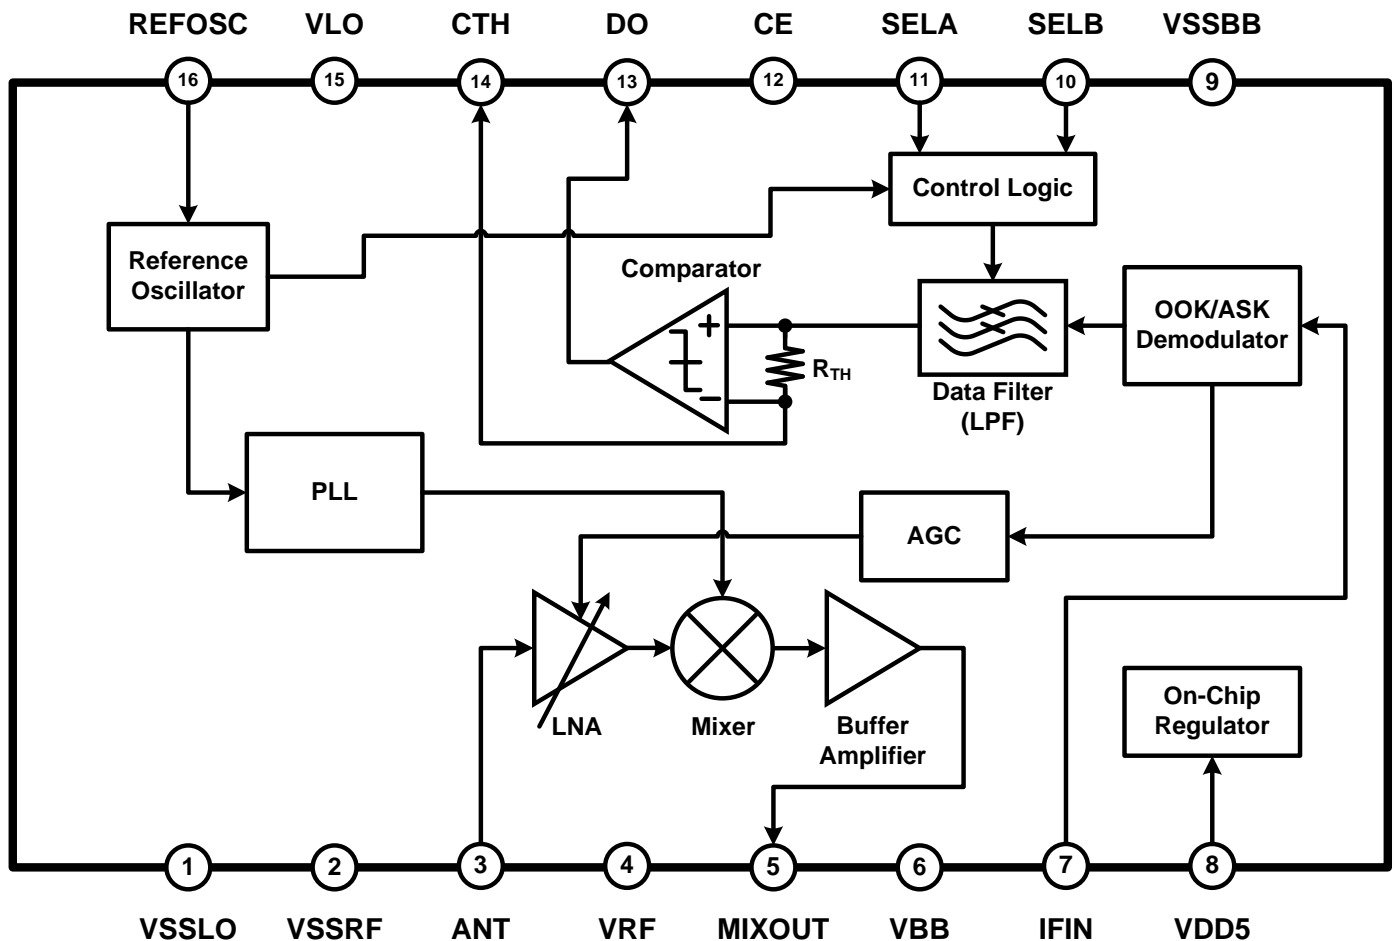 REFOSC VLO CTH DO CE SELA SELB VSSBB
16 15 14 13 12 11 10 9
Control Logic
Reference
Oscillator
Comparator
OOK/ASK
Demodulator
+
−
RTH
Data Filter
(LPF)
PLL
AGC
LNA
Mixer
Buffer
Amplifier
On-Chip
Regulator
1 2 3 4 5 6 7 8
VSSLO VSSRF ANT VRF MIXOUT VBB IFIN VDD5